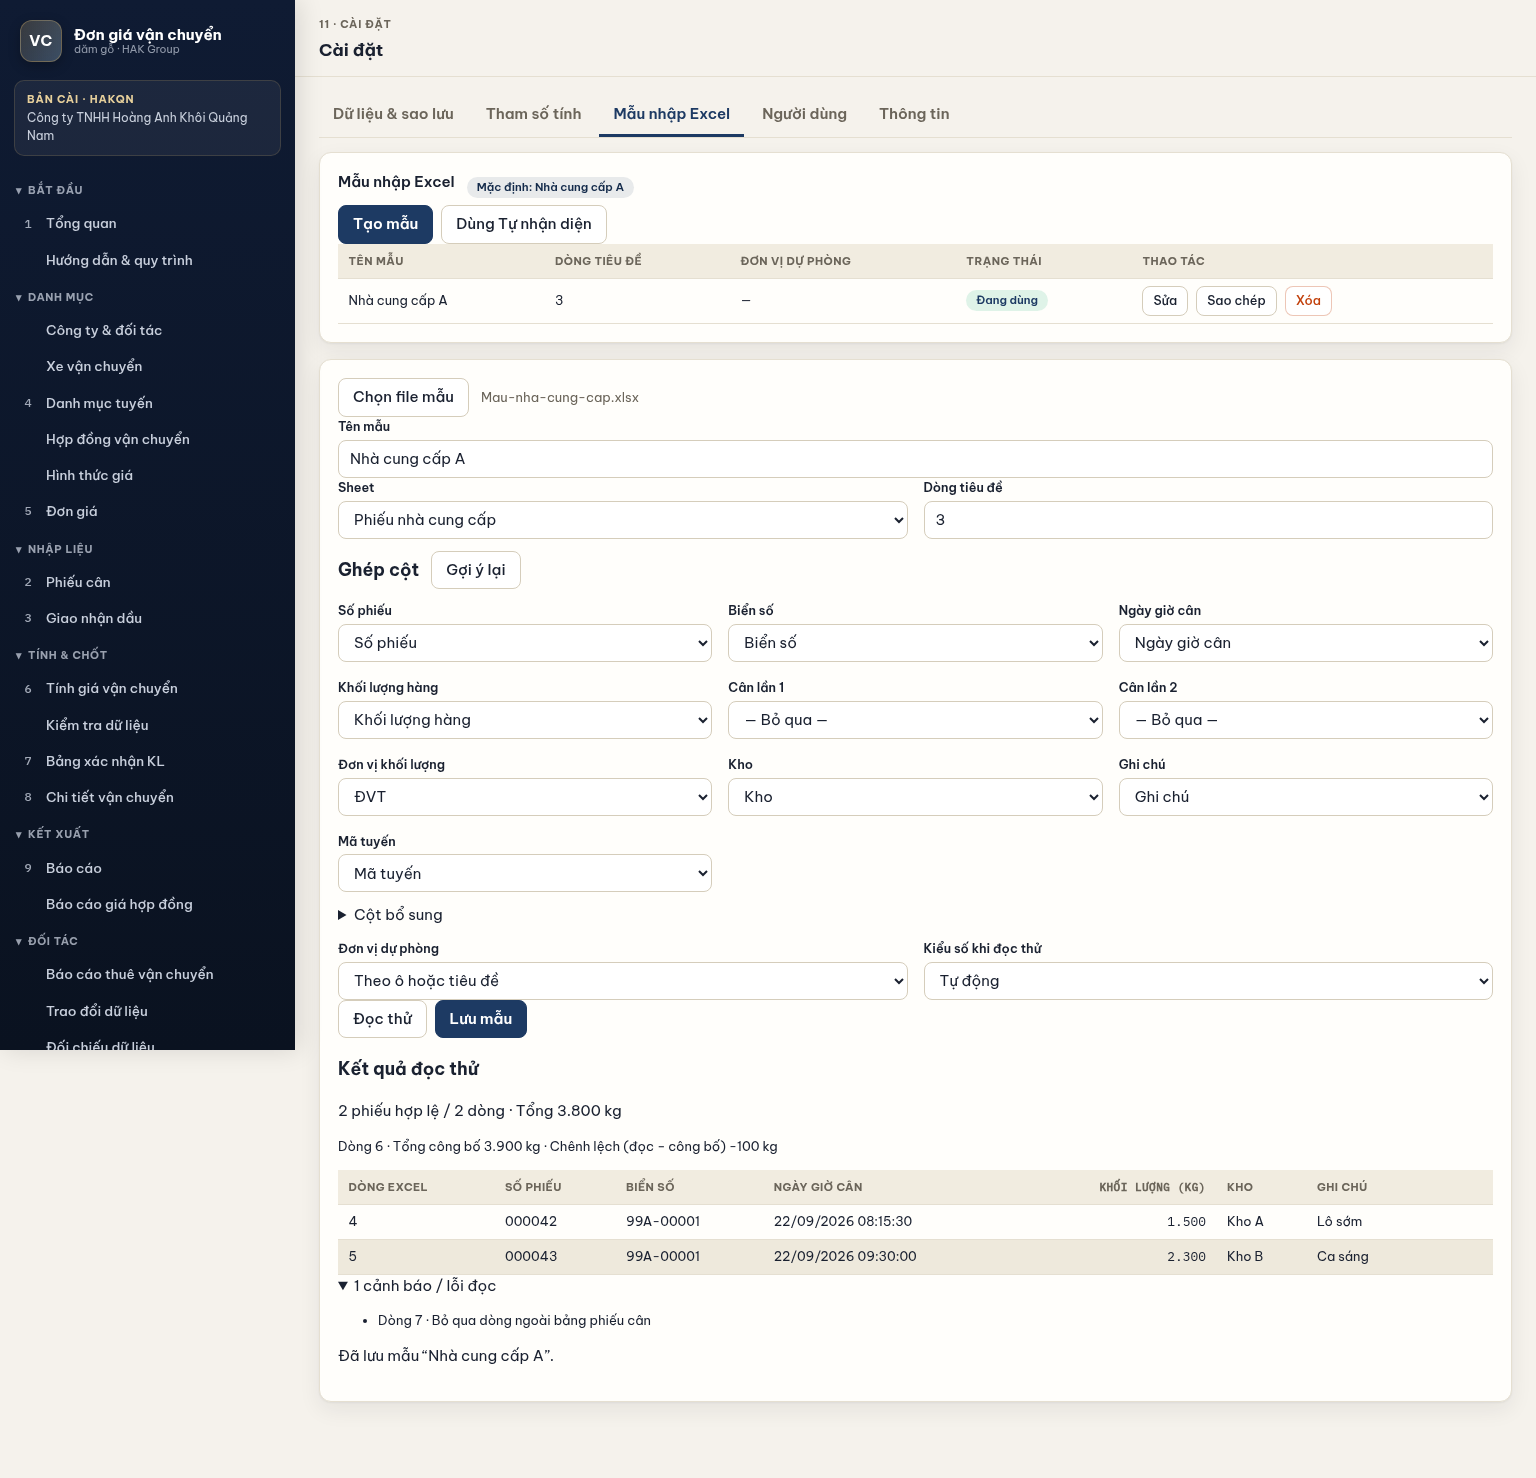 VC
Đơn giá vận chuyển
dăm gỗ · HAK Group
BẢN CÀI · HAKQN
Công ty TNHH Hoàng Anh Khôi Quảng
Nam
▾ BẮT ĐẦU
1 Tổng quan
Hướng dẫn & quy trình
▾ DANH MỤC
Công ty & đối tác
Xe vận chuyển
4 Danh mục tuyến
Hợp đồng vận chuyển
Hình thức giá
5 Đơn giá
▾ NHẬP LIỆU
2 Phiếu cân
3 Giao nhận dầu
▾ TÍNH & CHỐT
6 Tính giá vận chuyển
Kiểm tra dữ liệu
7 Bảng xác nhận KL
8 Chi tiết vận chuyển
▾ KẾT XUẤT
9 Báo cáo
Báo cáo giá hợp đồng
▾ ĐỐI TÁC
Báo cáo thuê vận chuyển
Trao đổi dữ liệu
Đối chiếu dữ liệu
11 · CÀI ĐẶT
Cài đặt
Dữ liệu & sao lưu Tham số tính Mẫu nhập Excel Người dùng Thông tin
Mẫu nhập Excel Mặc định: Nhà cung cấp A
Tạo mẫu Dùng Tự nhận diện
TÊN MẪU DÒNG TIÊU ĐỀ ĐƠN VỊ DỰ PHÒNG TRẠNG THÁI THAO TÁC
Nhà cung cấp A 3 — Đang dùng Sửa Sao chép Xóa
Chọn file mẫu Mau-nha-cung-cap.xlsx
Tên mẫu
Nhà cung cấp A
Sheet Dòng tiêu đề
Phiếu nhà cung cấp 3
Ghép cột Gợi ý lại
Số phiếu Biển số Ngày giờ cân
Số phiếu Biển số Ngày giờ cân
Khối lượng hàng Cân lần 1 Cân lần 2
Khối lượng hàng — Bỏ qua — — Bỏ qua —
Đơn vị khối lượng Kho Ghi chú
ĐVT Kho Ghi chú
Mã tuyến
Mã tuyến
▶ Cột bổ sung
Đơn vị dự phòng Kiểu số khi đọc thử
Theo ô hoặc tiêu đề Tự động
Đọc thử Lưu mẫu
Kết quả đọc thử
2 phiếu hợp lệ / 2 dòng · Tổng 3.800 kg
Dòng 6 · Tổng công bố 3.900 kg · Chênh lệch (đọc − công bố) -100 kg
DÒNG EXCEL SỐ PHIẾU BIỂN SỐ NGÀY GIỜ CÂN KHỐI LƯỢNG (KG) KHO GHI CHÚ
4 000042 99A-00001 22/09/2026 08:15:30 1.500 Kho A Lô sớm
5 000043 99A-00001 22/09/2026 09:30:00 2.300 Kho B Ca sáng
▼ 1 cảnh báo / lỗi đọc
• Dòng 7 · Bỏ qua dòng ngoài bảng phiếu cân
Đã lưu mẫu “Nhà cung cấp A”.